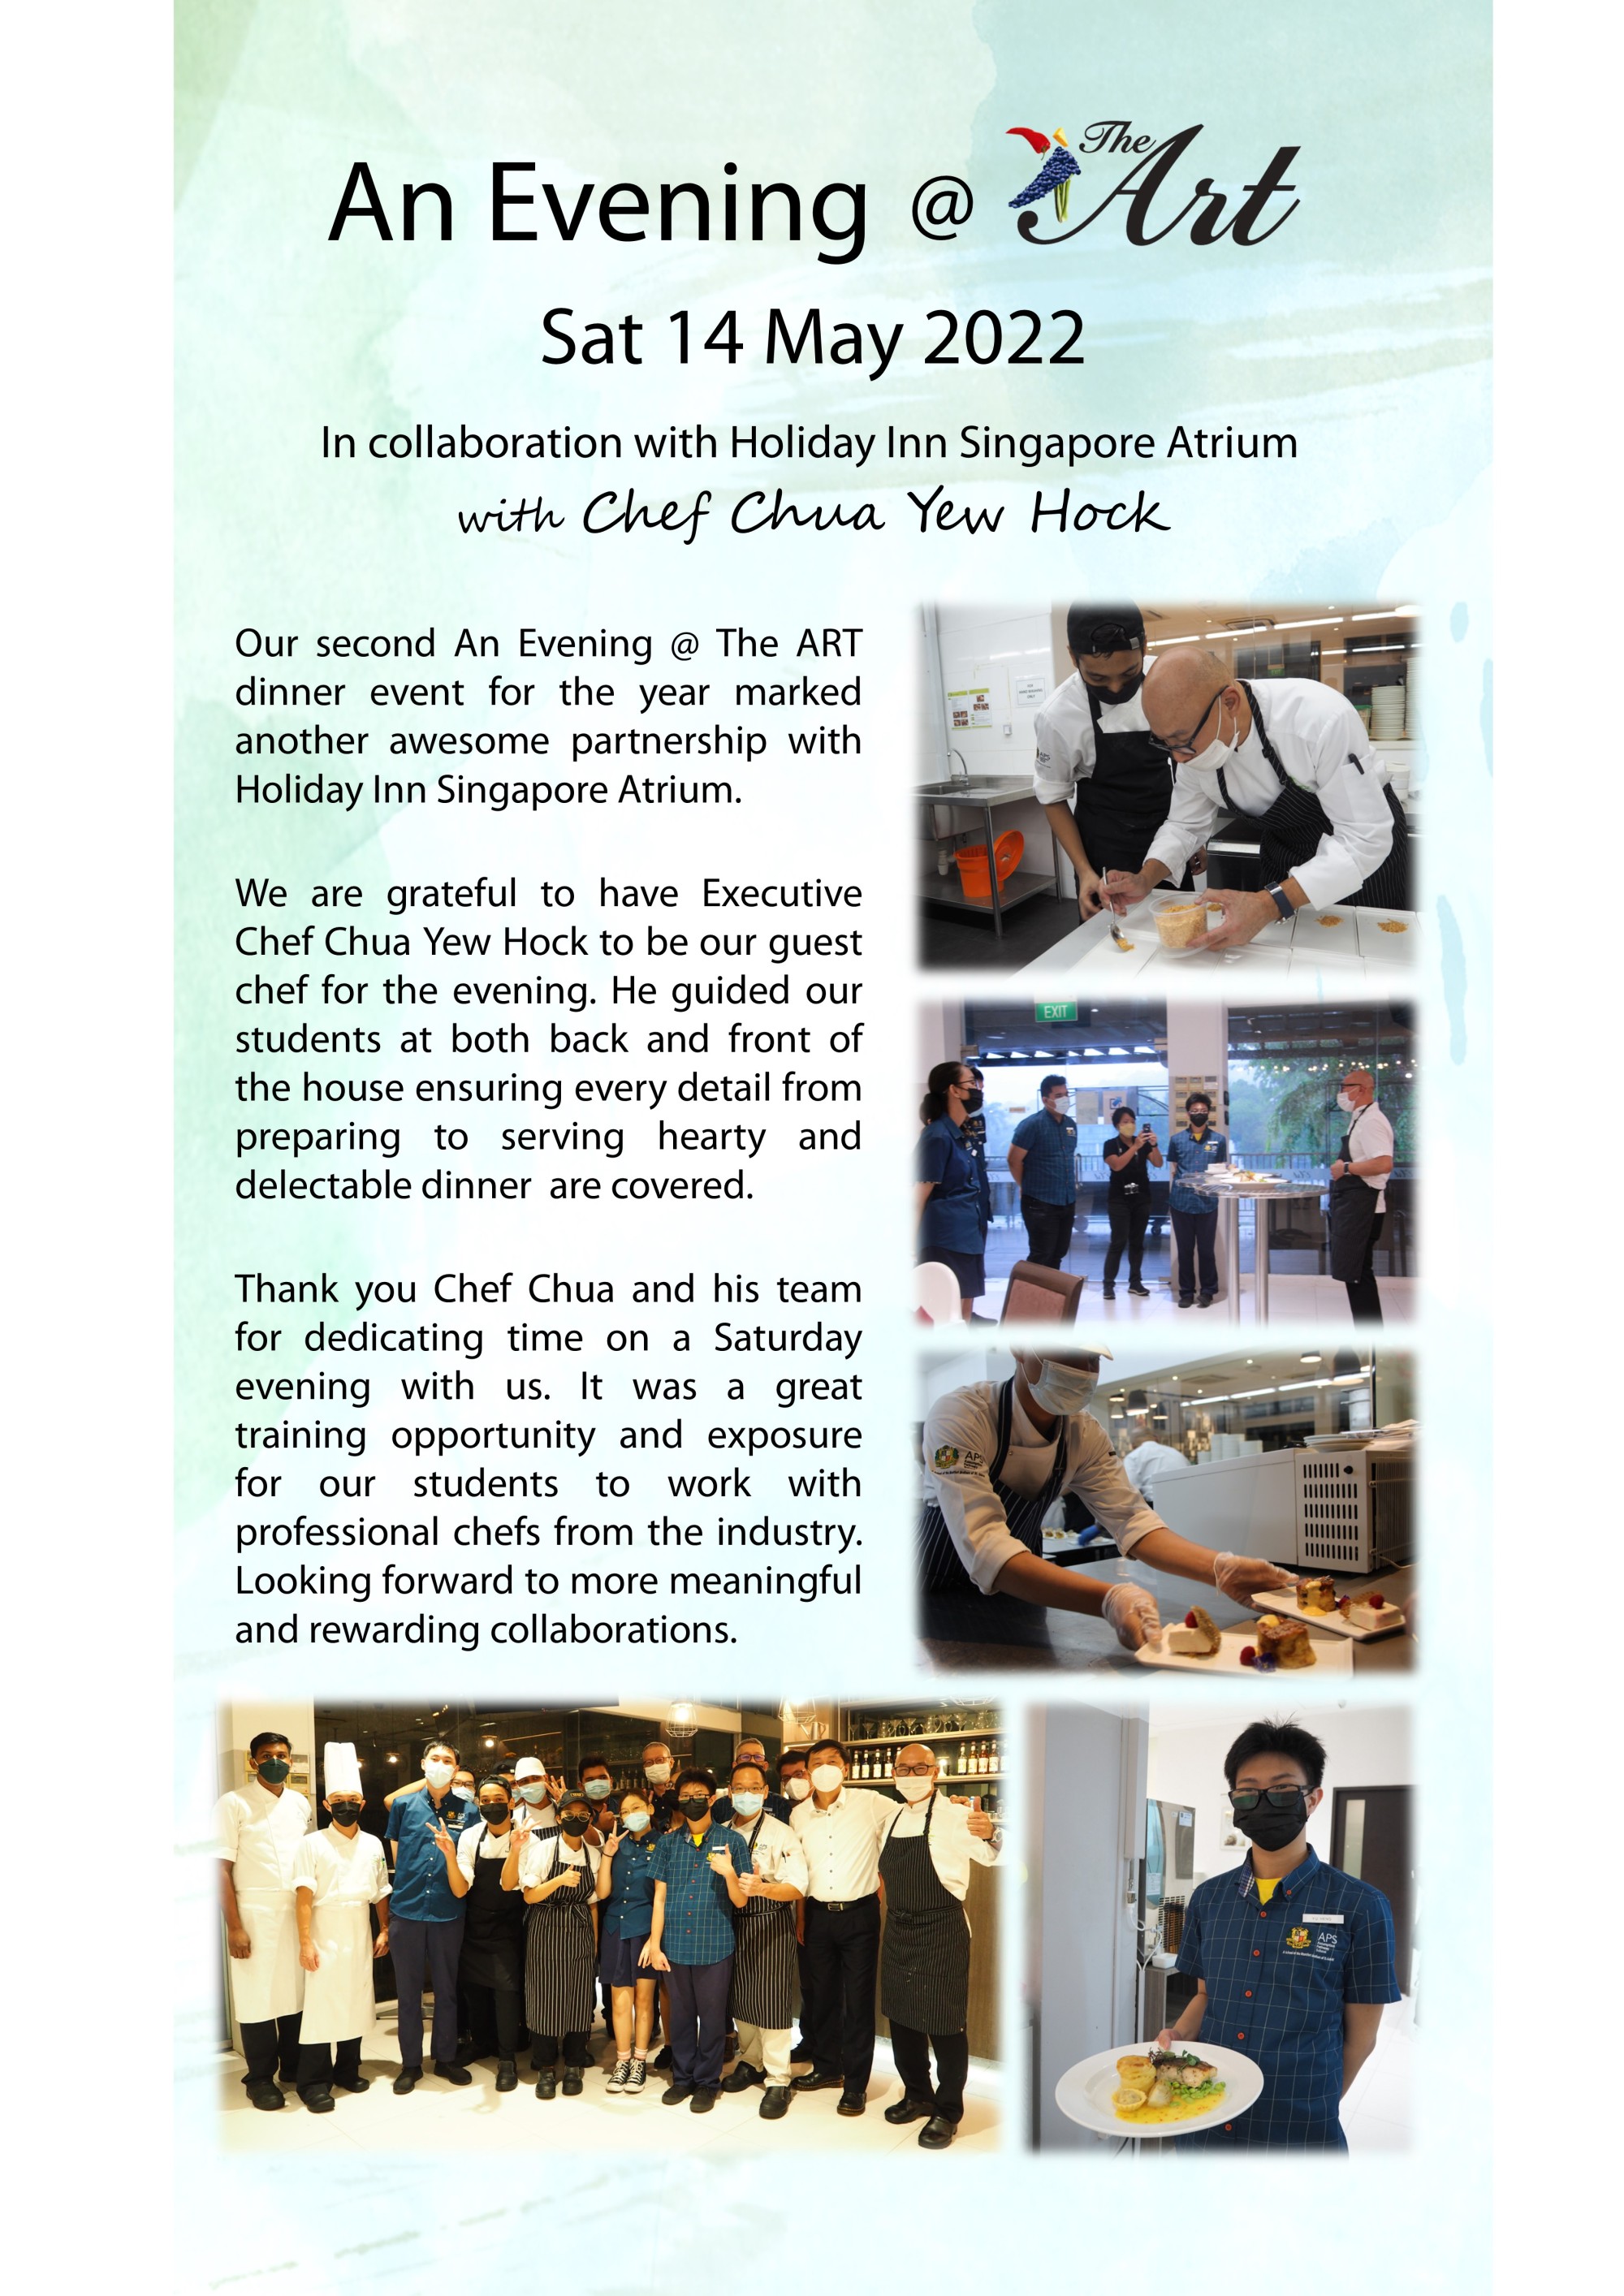 An Evening @ The Art
Sat 14 May 2022
In collaboration with Holiday Inn Singapore Atrium
with Chef Chua Yew Hock
Our second An Evening @ The ART
dinner event for the year marked
another awesome partnership with
Holiday Inn Singapore Atrium.
We are grateful to have Executive
Chef Chua Yew Hock to be our guest
chef for the evening. He guided our
students at both back and front of
the house ensuring every detail from
preparing to serving hearty and
delectable dinner are covered.
Thank you Chef Chua and his team
for dedicating time on a Saturday
evening with us. It was a great
training opportunity and exposure
for our students to work with
professional chefs from the industry.
Looking forward to more meaningful
and rewarding collaborations.
EXIT
APS
APS